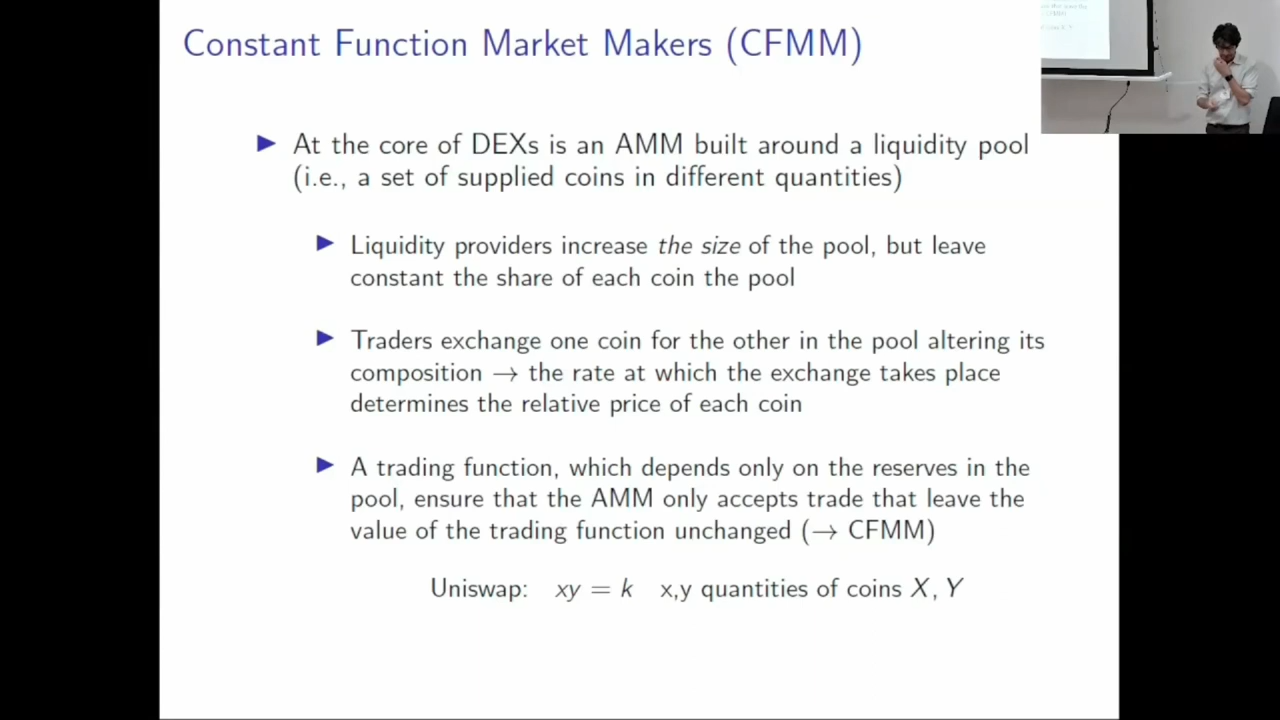 Constant Function Market Makers (CFMM)
▶ At the core of DEXs is an AMM built around a liquidity pool
(i.e., a set of supplied coins in different quantities)
▶ Liquidity providers increase the size of the pool, but leave
constant the share of each coin the pool
▶ Traders exchange one coin for the other in the pool altering its
composition → the rate at which the exchange takes place
determines the relative price of each coin
▶ A trading function, which depends only on the reserves in the
pool, ensure that the AMM only accepts trade that leave the
value of the trading function unchanged (→ CFMM)
Uniswap: xy = k x,y quantities of coins X, Y